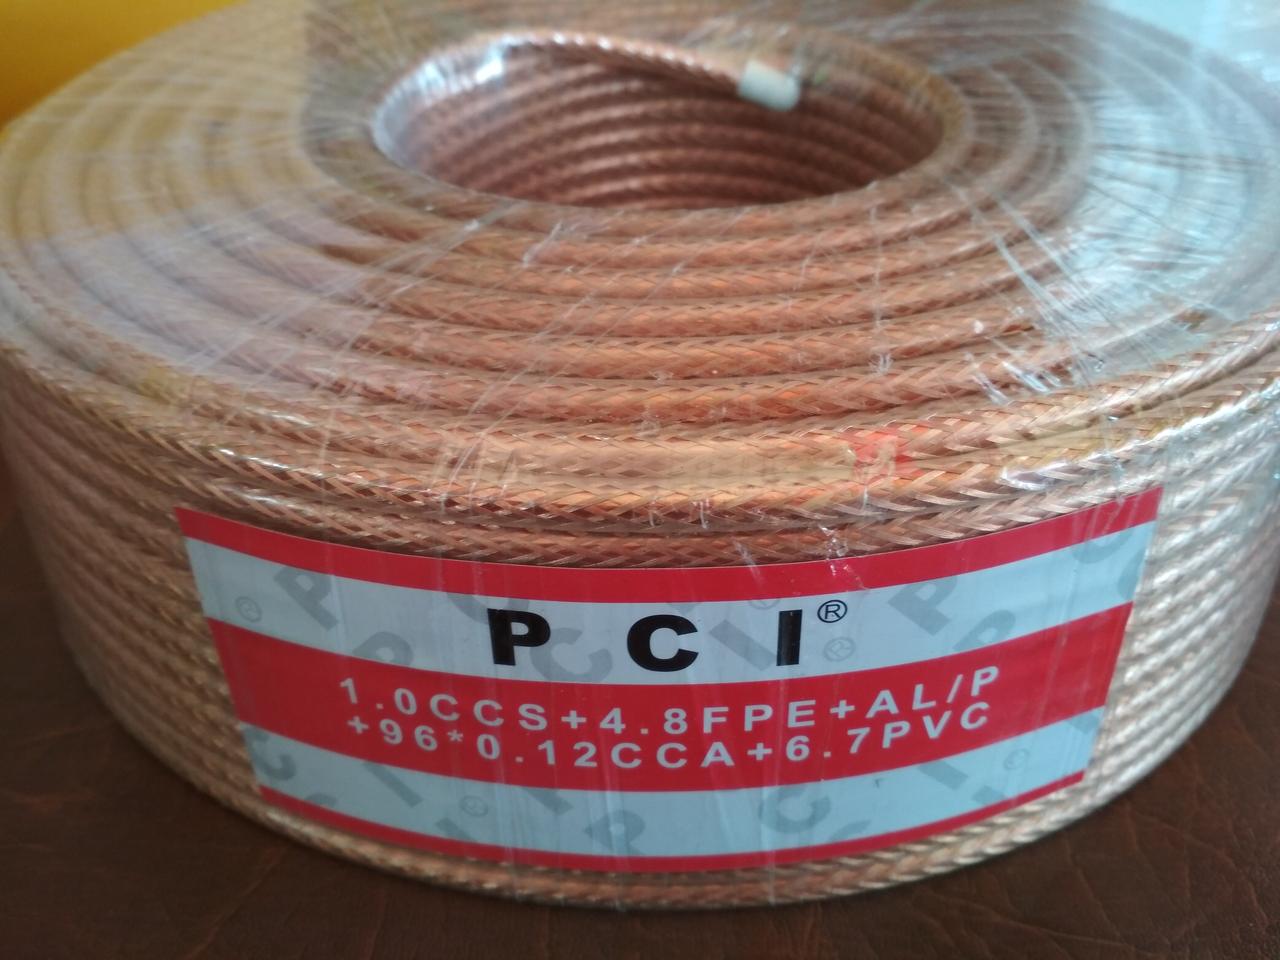 PCI®
1.0CCS+4.8FPE+AL/P
+96*0.12CCA+6.7PVC